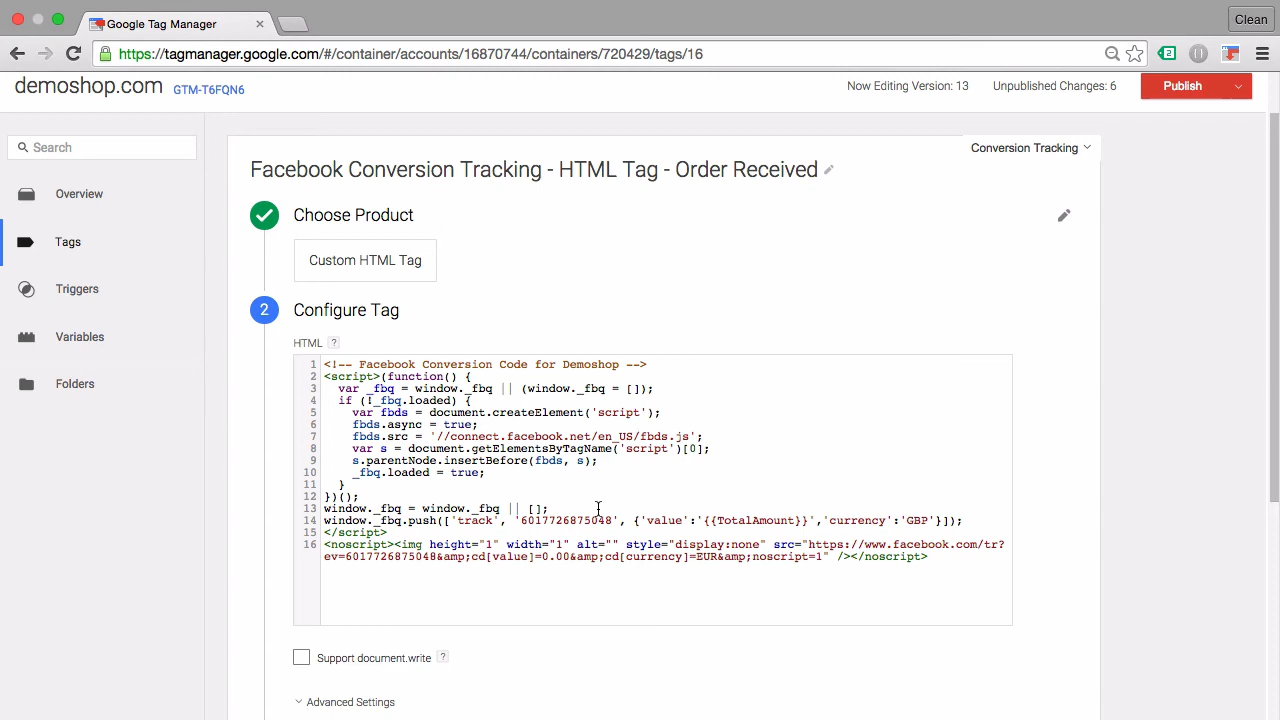 Google Tag Manager
Clean
https://tagmanager.google.com/#/container/accounts/16870744/containers/720429/tags/16
demoshop.com GTM-T6FQN6 Now Editing Version: 13 Unpublished Changes: 6 Publish
Search
Overview
Tags
Triggers
Variables
Folders
Conversion Tracking
Facebook Conversion Tracking - HTML Tag - Order Received
Choose Product
Custom HTML Tag
2 Configure Tag
HTML ?
1 <!-- Facebook Conversion Code for Demoshop -->
2 <script>(function() {
3 var _fbq = window._fbq || (window._fbq = []);
4 if (!_fbq.loaded) {
5 var fbds = document.createElement('script');
6 fbds.async = true;
7 fbds.src = '//connect.facebook.net/en_US/fbds.js';
8 var s = document.getElementsByTagName('script')[0];
9 s.parentNode.insertBefore(fbds, s);
10 _fbq.loaded = true;
11 }
12 })();
13 window._fbq = window._fbq || [];
14 window._fbq.push(['track', '6017726875048', {'value':'{{TotalAmount}}','currency':'GBP'}]);
15 </script>
16 <noscript><img height="1" width="1" alt="" style="display:none" src="https://www.facebook.com/tr?
ev=6017726875048&amp;cd[value]=0.00&amp;cd[currency]=EUR&amp;noscript=1" /></noscript>
Support document.write ?
Advanced Settings